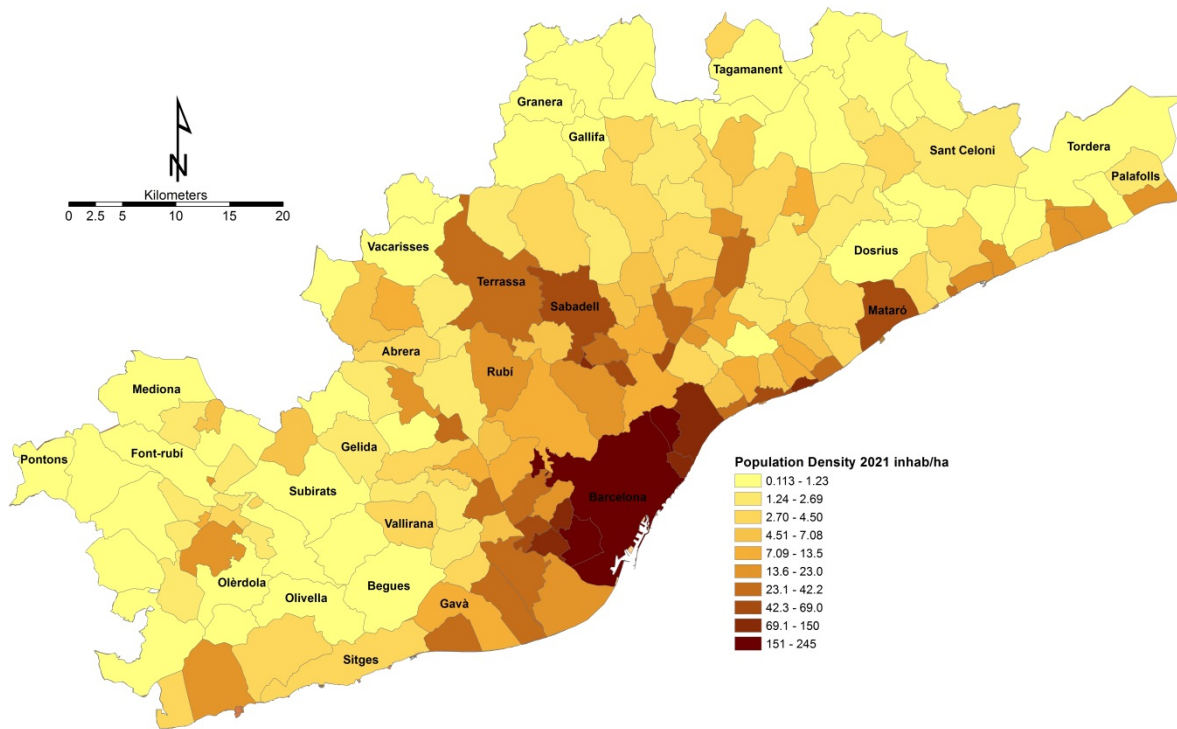 Tagamanent
Granera
Gallifa
Sant Celoni
Tordera
Palafolls
N
Kilometers
0 2.5 5 10 15 20
Vacarisses
Dosrius
Terrassa
Sabadell
Mataró
Abrera
Rubí
Mediona
Gelida
Font-rubí
Pontons
Subirats
Barcelona
Vallirana
Olèrdola
Begues
Olivella
Gavà
Sitges
Population Density 2021 inhab/ha
0.113 - 1.23
1.24 - 2.69
2.70 - 4.50
4.51 - 7.08
7.09 - 13.5
13.6 - 23.0
23.1 - 42.2
42.3 - 69.0
69.1 - 150
151 - 245